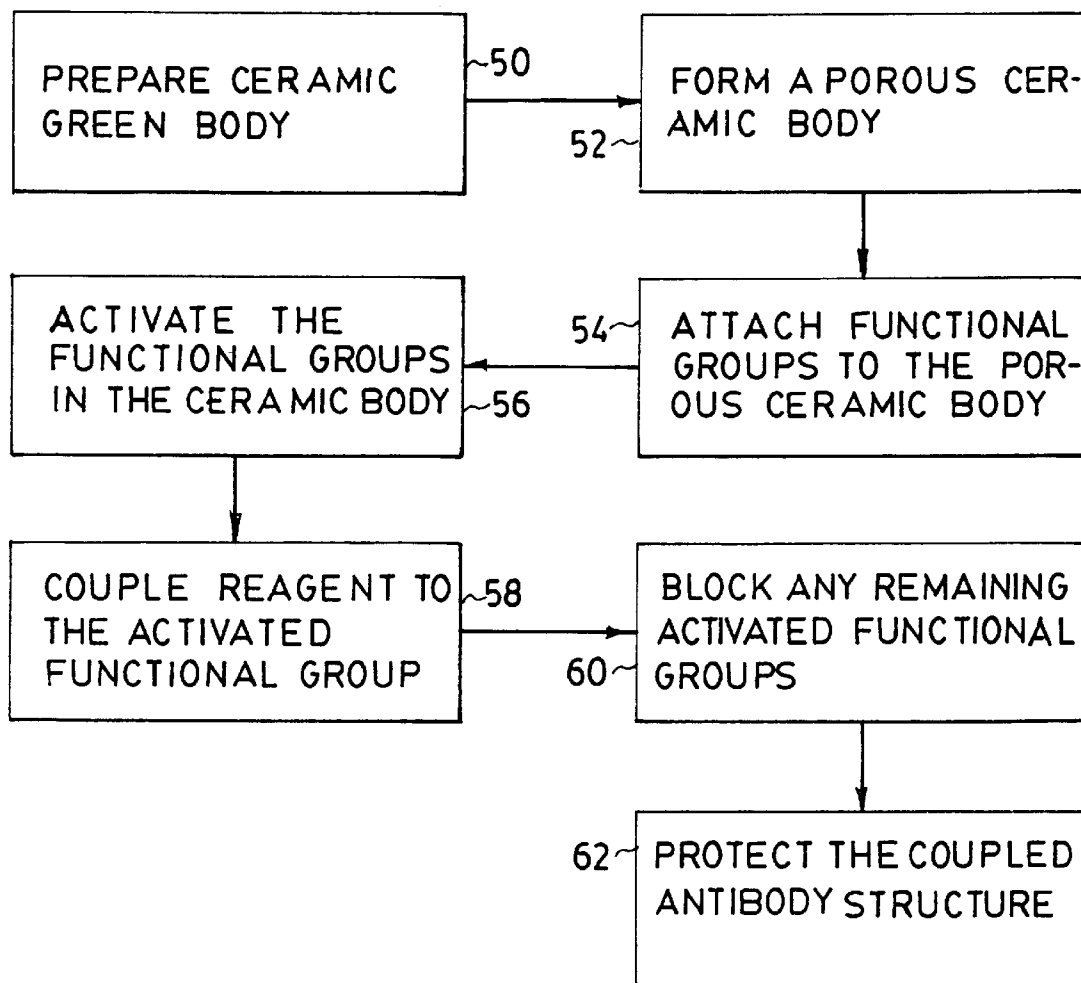 PREPARE CERAMIC
GREEN BODY
50
FORM A POROUS CER-
AMIC BODY
52
ATTACH FUNCTIONAL
GROUPS TO THE POR-
OUS CERAMIC BODY
54
ACTIVATE THE
FUNCTIONAL GROUPS
IN THE CERAMIC BODY
56
COUPLE REAGENT TO
THE ACTIVATED
FUNCTIONAL GROUP
58
BLOCK ANY REMAINING
ACTIVATED FUNCTIONAL
GROUPS
60
62
PROTECT THE COUPLED
ANTIBODY STRUCTURE